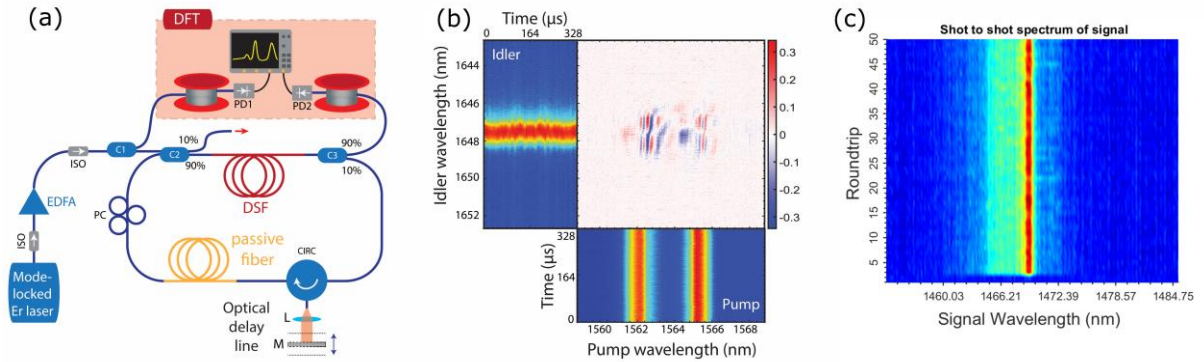 (a)
DFT
PD1
PD2
10%
90%
ISO
C1
C2
C3
90%
10%
EDFA
PC
DSF
ISO
passive
fiber
CIRC
Mode-
locked
Er laser
Optical
delay
line
L
M
(b)
Time (µs)
0 164 328
Idler
Idler wavelength (nm)
1644
1646
1648
1650
1652
0.3
0.2
0.1
0
-0.1
-0.2
-0.3
Time (µs)
328
164
0
Pump
1560 1562 1564 1566 1568
Pump wavelength (nm)
(c)
Shot to shot spectrum of signal
Roundtrip
50
45
40
35
30
25
20
15
10
5
1460.03 1466.21 1472.39 1478.57 1484.75
Signal Wavelength (nm)